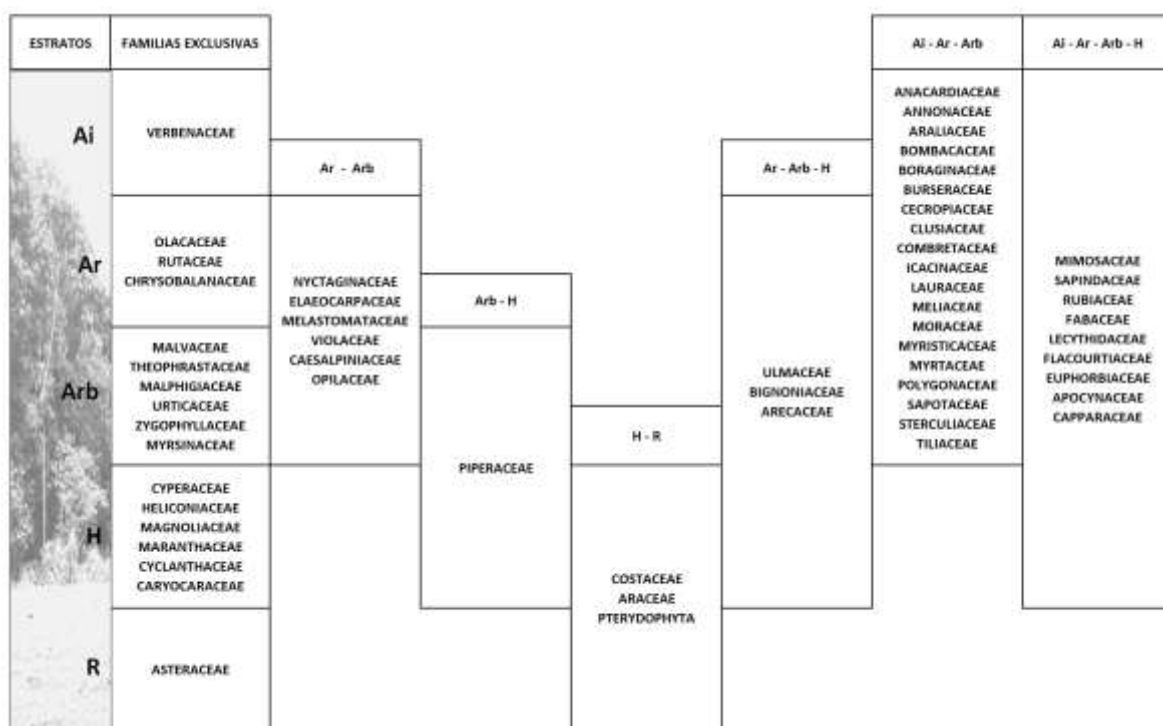 ESTRATOS
FAMILIAS EXCLUSIVAS
Ai - Ar - Arb
Ai - Ar - Arb - H
Ai
VERBENACEAE
Ar - Arb
Ar - Arb - H
Ar
OLACACEAE
RUTACEAE
CHRYSOBALANACEAE
NYCTAGINACEAE
ELAEOCARPACEAE
MELASTOMATACEAE
VIOLACEAE
CAESALPINIACEAE
OPILACEAE
Arb - H
Arb
MALVACEAE
THEOPHRASTACEAE
MALPHIGIACEAE
URTICACEAE
ZYGOPHYLLACEAE
MYRSINACEAE
PIPERACEAE
H - R
ULMACEAE
BIGNONIACEAE
ARECACEAE
ANACARDIACEAE
ANNONACEAE
ARALIACEAE
BOMBACACEAE
BORAGINACEAE
BURSERACEAE
CECROPIACEAE
CLUSIACEAE
COMBRETACEAE
ICACINACEAE
LAURACEAE
MELIACEAE
MORACEAE
MYRISTICACEAE
MYRTACEAE
POLYGONACEAE
SAPOTACEAE
STERCULIACEAE
TILIACEAE
MIMOSACEAE
SAPINDACEAE
RUBIACEAE
FABACEAE
LECYTHIDACEAE
FLACOURTIACEAE
EUPHORBIACEAE
APOCYNACEAE
CAPPARACEAE
H
CYPERACEAE
HELICONIACEAE
MAGNOLIACEAE
MARANTHACEAE
CYCLANTHACEAE
CARYOCARACEAE
COSTACEAE
ARACEAE
PTERYDOPHYTA
R
ASTERACEAE